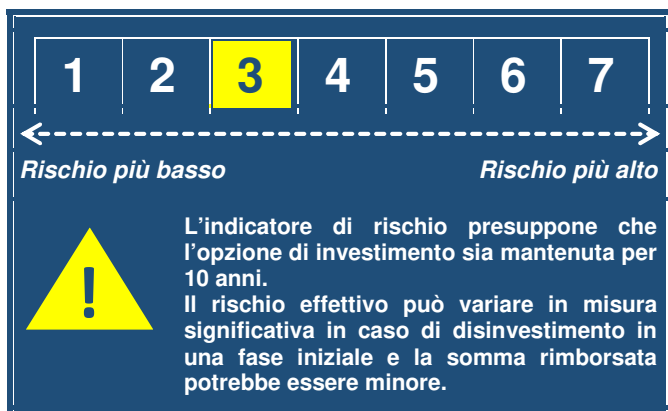 1 2 3 4 5 6 7
Rischio più basso Rischio più alto
!
L'indicatore di rischio presuppone che
l'opzione di investimento sia mantenuta per
10 anni.
Il rischio effettivo può variare in misura
significativa in caso di disinvestimento in
una fase iniziale e la somma rimborsata
potrebbe essere minore.